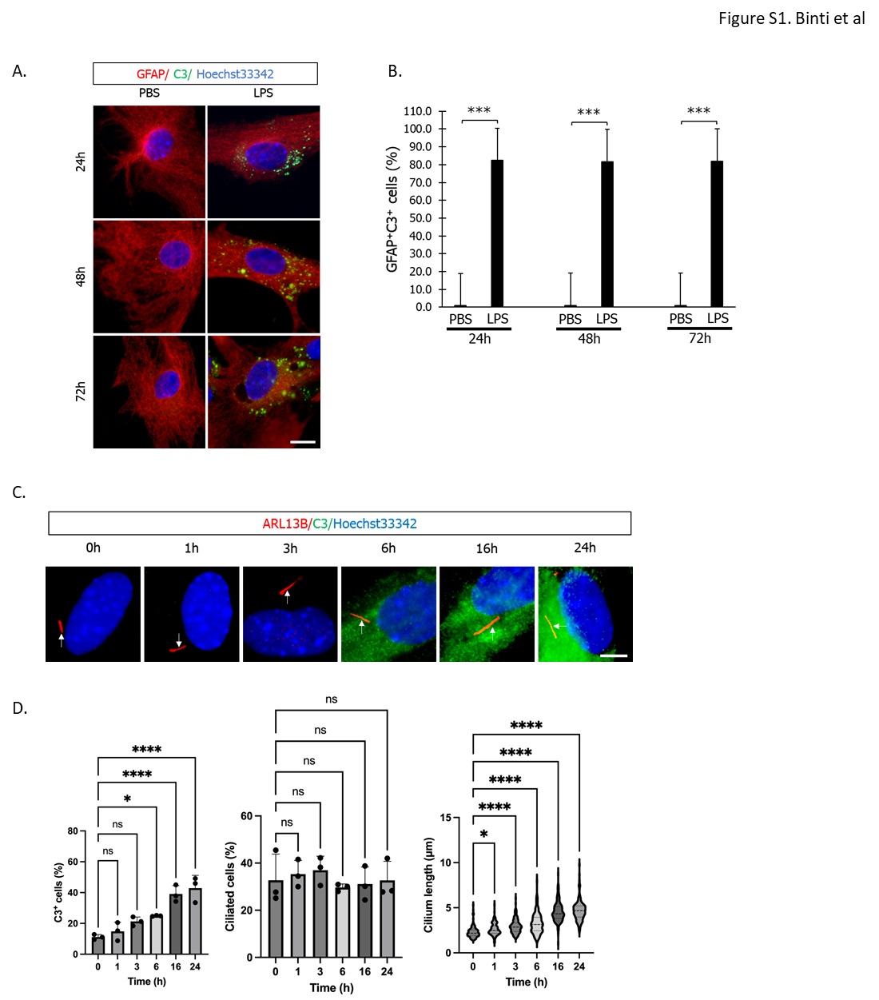 Figure S1. Binti et al
A.
GFAP/ C3/ Hoechst33342
PBS LPS
24h
48h
72h
B.
GFAP⁺C3⁺ cells (%)
110.0
100.0
90.0
80.0
70.0
60.0
50.0
40.0
30.0
20.0
10.0
0.0
*** *** ***
PBS LPS PBS LPS PBS LPS
24h 48h 72h
C.
ARL13B/C3/Hoechst33342
0h 1h 3h 6h 16h 24h
D.
C3⁺ cells (%)
80
60
40
20
0
****
****
*
ns
ns
0 1 3 6 16 24
Time (h)
Ciliated cells (%)
60
40
20
0
ns
ns
ns
ns
ns
0 1 3 6 16 24
Time (h)
Cilium length (μm)
15
10
5
0
****
****
****
****
*
0 1 3 6 16 24
Time (h)